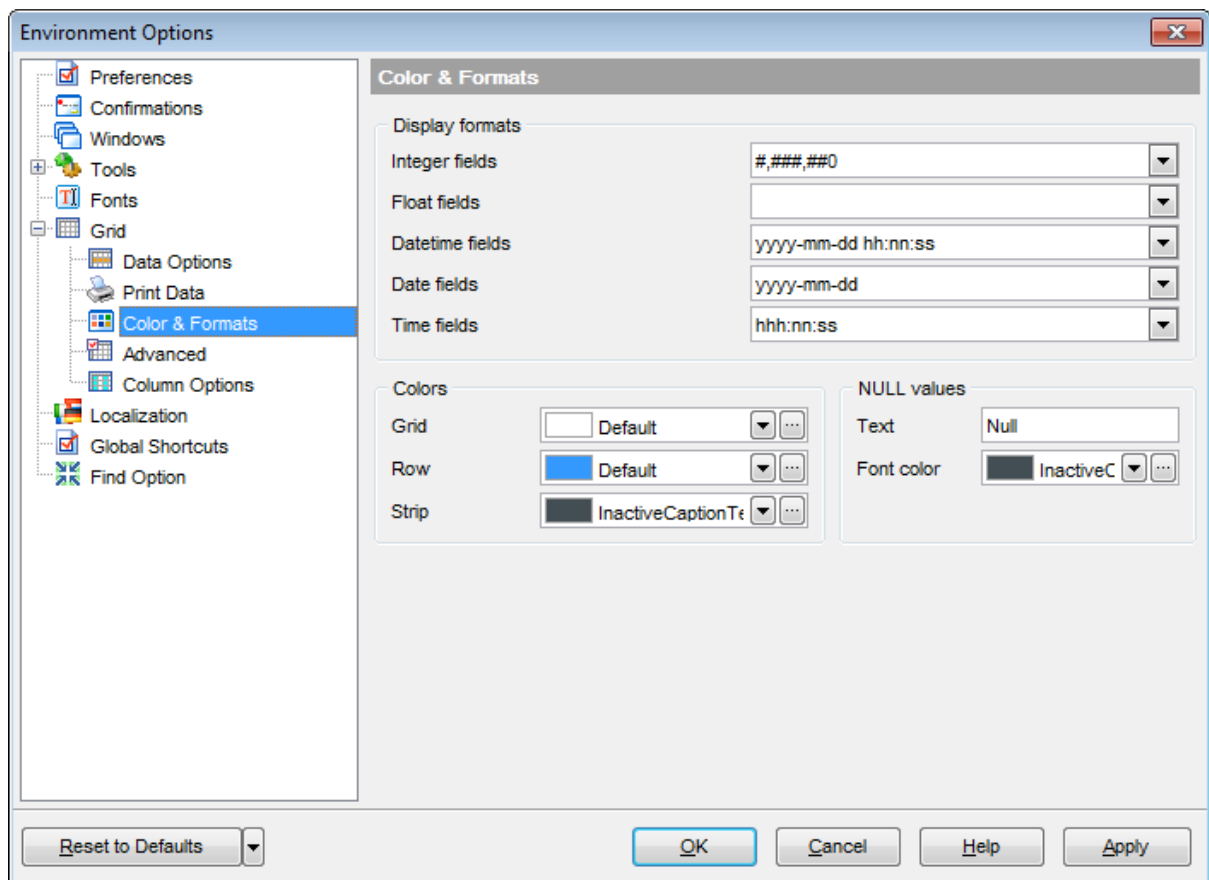 Environment Options
Preferences
Confirmations
Windows
Tools
Fonts
Grid
Data Options
Print Data
Color & Formats
Advanced
Column Options
Localization
Global Shortcuts
Find Option
Color & Formats
Display formats
Integer fields #,###,##0
Float fields
Datetime fields yyyy-mm-dd hh:nn:ss
Date fields yyyy-mm-dd
Time fields hhh:nn:ss
Colors
Grid Default
Row Default
Strip InactiveCaptionTe
NULL values
Text Null
Font color InactiveC
Reset to Defaults OK Cancel Help Apply